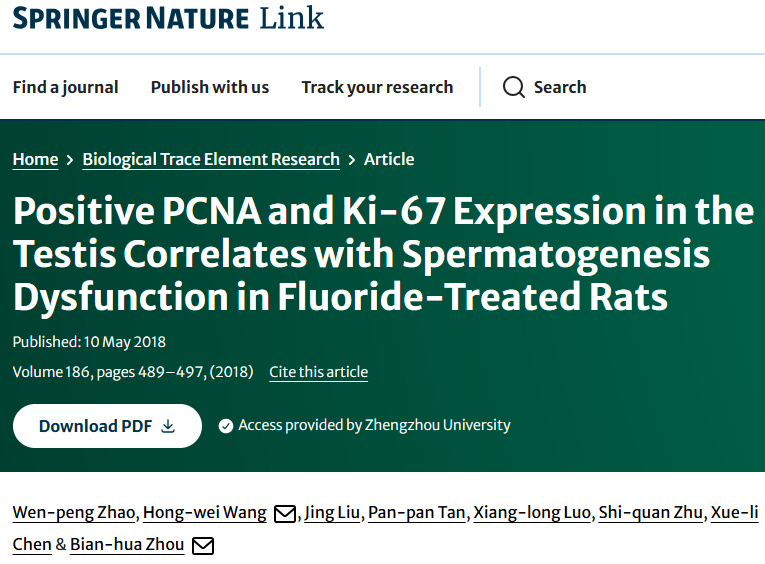 SPRINGER NATURE Link
Find a journal Publish with us Track your research Search
Home > Biological Trace Element Research > Article
Positive PCNA and Ki-67 Expression in the
Testis Correlates with Spermatogenesis
Dysfunction in Fluoride-Treated Rats
Published: 10 May 2018
Volume 186, pages 489–497, (2018) Cite this article
Download PDF Access provided by Zhengzhou University
Wen-peng Zhao, Hong-wei Wang, Jing Liu, Pan-pan Tan, Xiang-long Luo, Shi-quan Zhu, Xue-li
Chen & Bian-hua Zhou